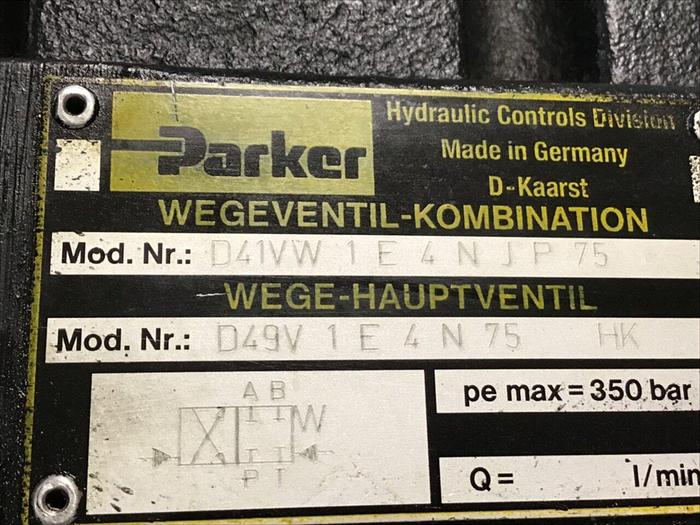 Parker
Hydraulic Controls Division
Made in Germany
D-Kaarst
WEGEVENTIL-KOMBINATION
Mod. Nr.: D41VW 1 E 4 N J P 75
WEGE-HAUPTVENTIL
Mod. Nr.: D49V 1 E 4 N 75 HK
A B
P T
pe max = 350 bar
Q = l/min